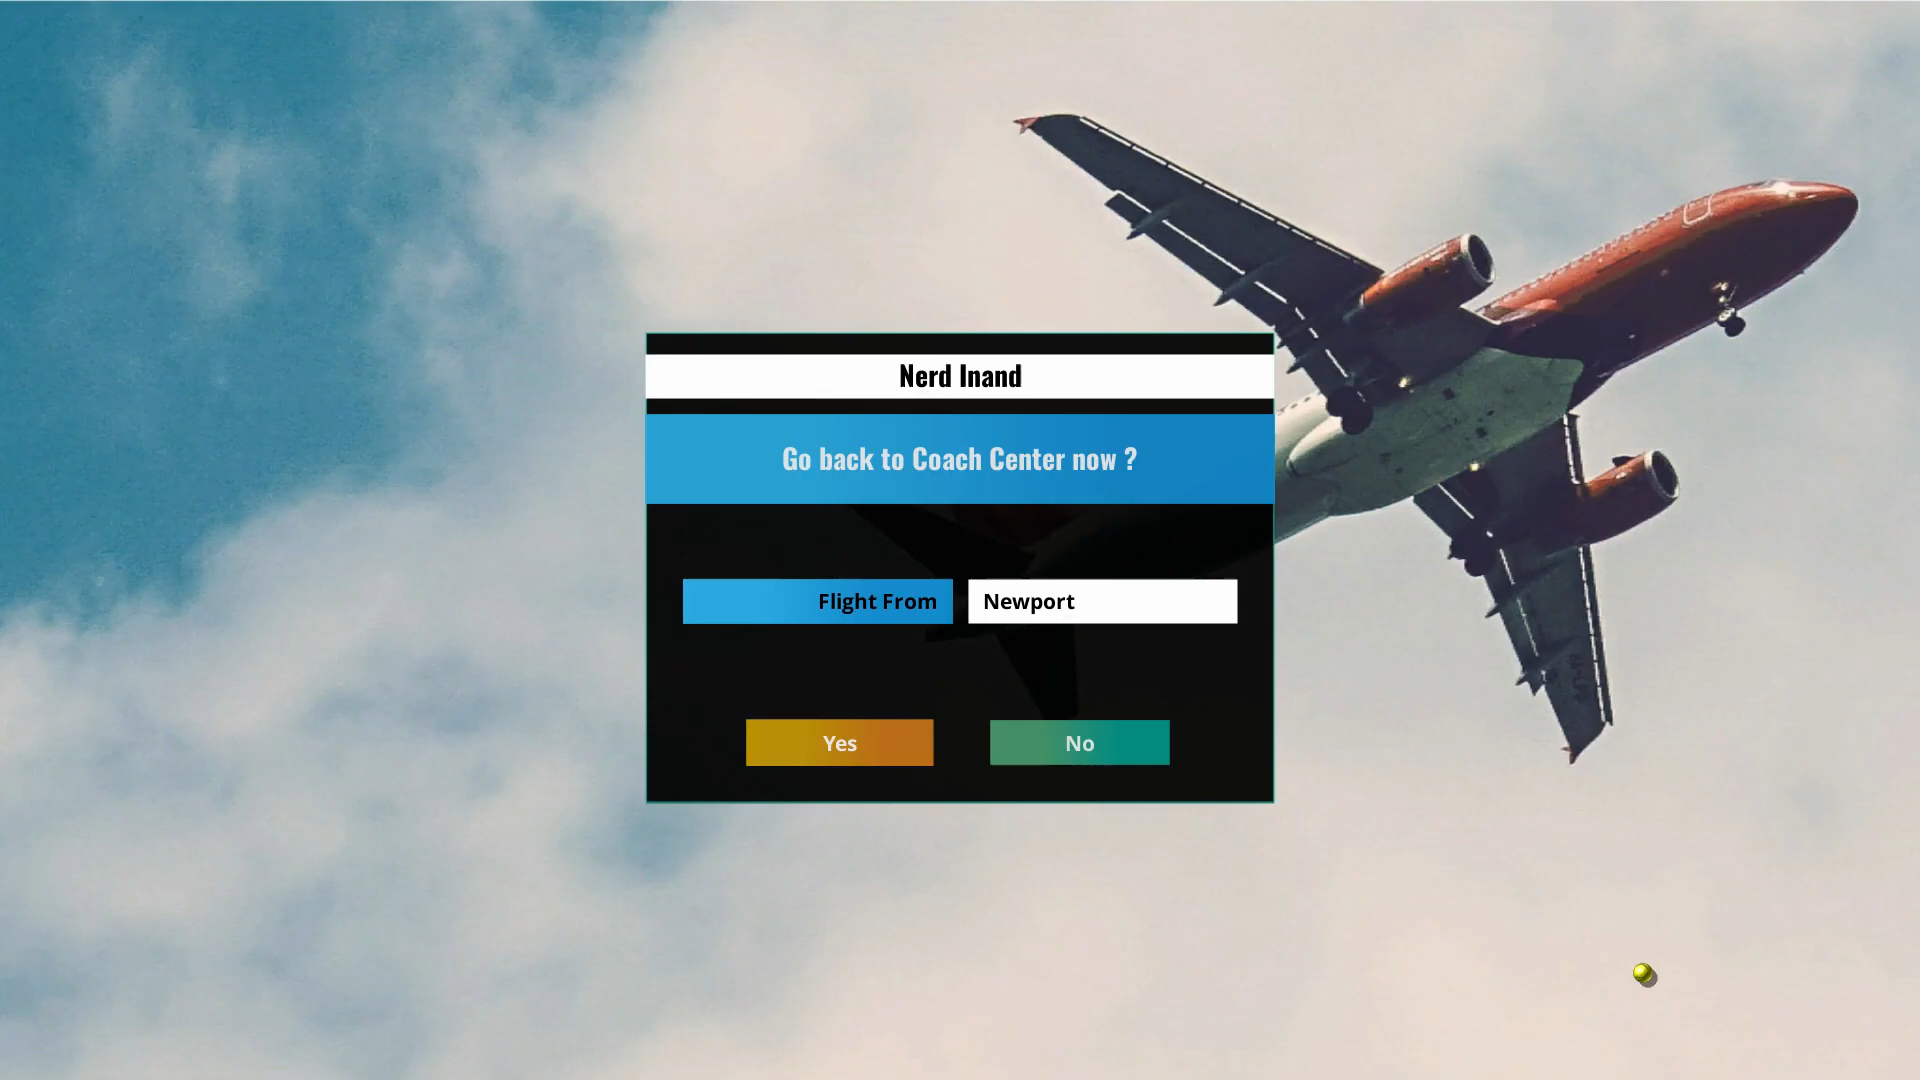 Nerd Inand
Go back to Coach Center now ?
Flight From
Newport
Yes
No